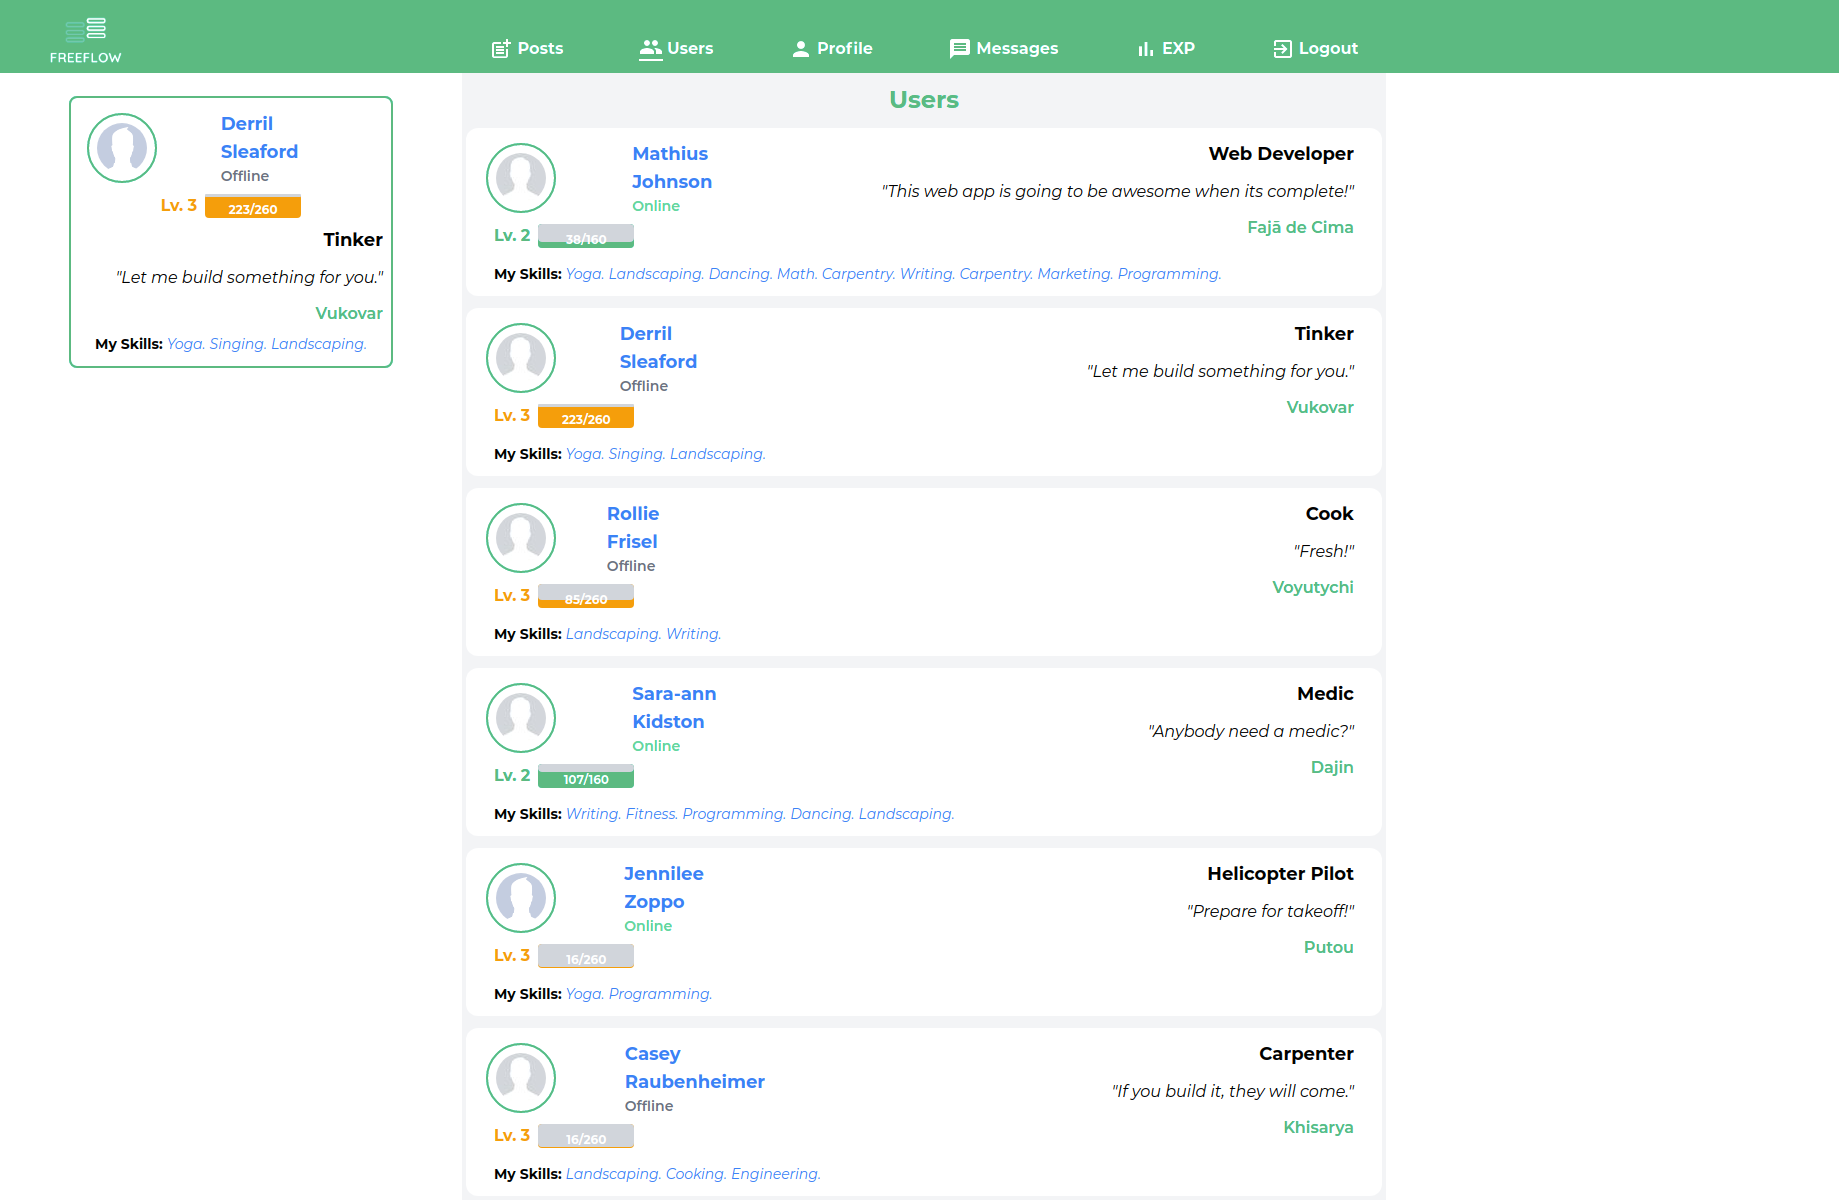 FREEFLOW
Posts
Users
Profile
Messages
EXP
Logout
Derril
Sleaford
Offline
Lv. 3 223/260
Tinker
"Let me build something for you."
Vukovar
My Skills: Yoga. Singing. Landscaping.
Users
Mathius
Johnson
Online
Lv. 2 38/160
Web Developer
"This web app is going to be awesome when its complete!"
Fajã de Cima
My Skills: Yoga. Landscaping. Dancing. Math. Carpentry. Writing. Carpentry. Marketing. Programming.
Derril
Sleaford
Offline
Lv. 3 223/260
Tinker
"Let me build something for you."
Vukovar
My Skills: Yoga. Singing. Landscaping.
Rollie
Frisel
Offline
Lv. 3 85/260
Cook
"Fresh!"
Voyutychi
My Skills: Landscaping. Writing.
Sara-ann
Kidston
Online
Lv. 2 107/160
Medic
"Anybody need a medic?"
Dajin
My Skills: Writing. Fitness. Programming. Dancing. Landscaping.
Jennilee
Zoppo
Online
Lv. 3 16/260
Helicopter Pilot
"Prepare for takeoff!"
Putou
My Skills: Yoga. Programming.
Casey
Raubenheimer
Offline
Lv. 3 16/260
Carpenter
"If you build it, they will come."
Khisarya
My Skills: Landscaping. Cooking. Engineering.